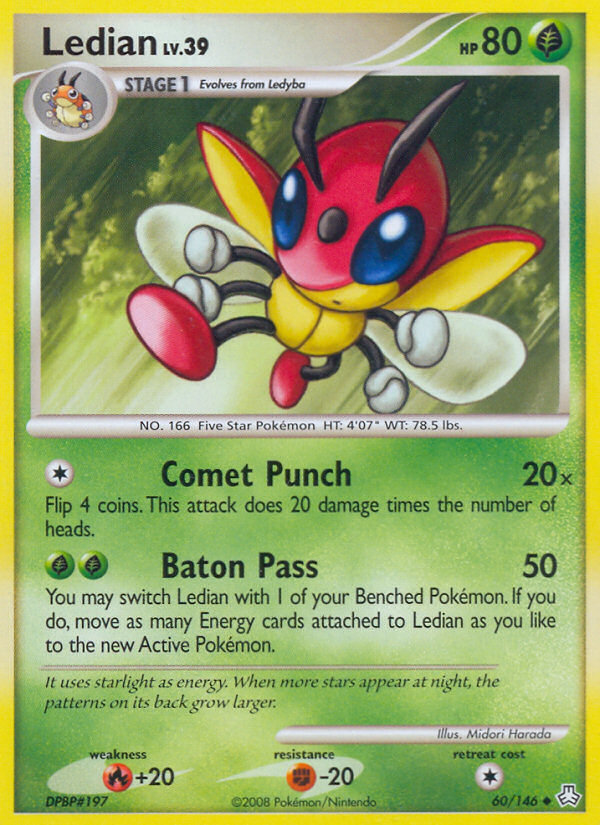 Ledian LV.39 HP 80
STAGE 1 Evolves from Ledyba
NO. 166 Five Star Pokémon HT: 4'07" WT: 78.5 lbs.
Comet Punch 20x
Flip 4 coins. This attack does 20 damage times the number of
heads.
Baton Pass 50
You may switch Ledian with 1 of your Benched Pokémon. If you
do, move as many Energy cards attached to Ledian as you like
to the new Active Pokémon.
It uses starlight as energy. When more stars appear at night, the
patterns on its back grow larger.
Illus. Midori Harada
weakness resistance retreat cost
+20 -20
DPBP#197 ©2008 Pokémon/Nintendo 60/146